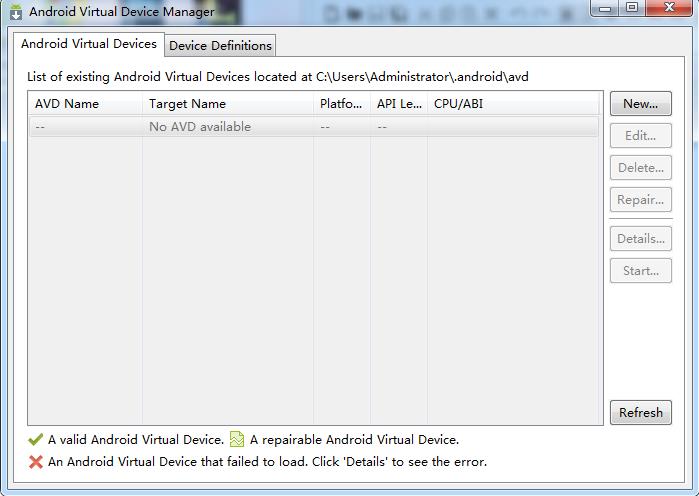 Android Virtual Device Manager
Android Virtual Devices Device Definitions
List of existing Android Virtual Devices located at C:\Users\Administrator\.android\avd
AVD Name Target Name Platfo... API Le... CPU/ABI
-- No AVD available -- --
New...
Edit...
Delete...
Repair...
Details...
Start...
Refresh
A valid Android Virtual Device. A repairable Android Virtual Device.
An Android Virtual Device that failed to load. Click 'Details' to see the error.